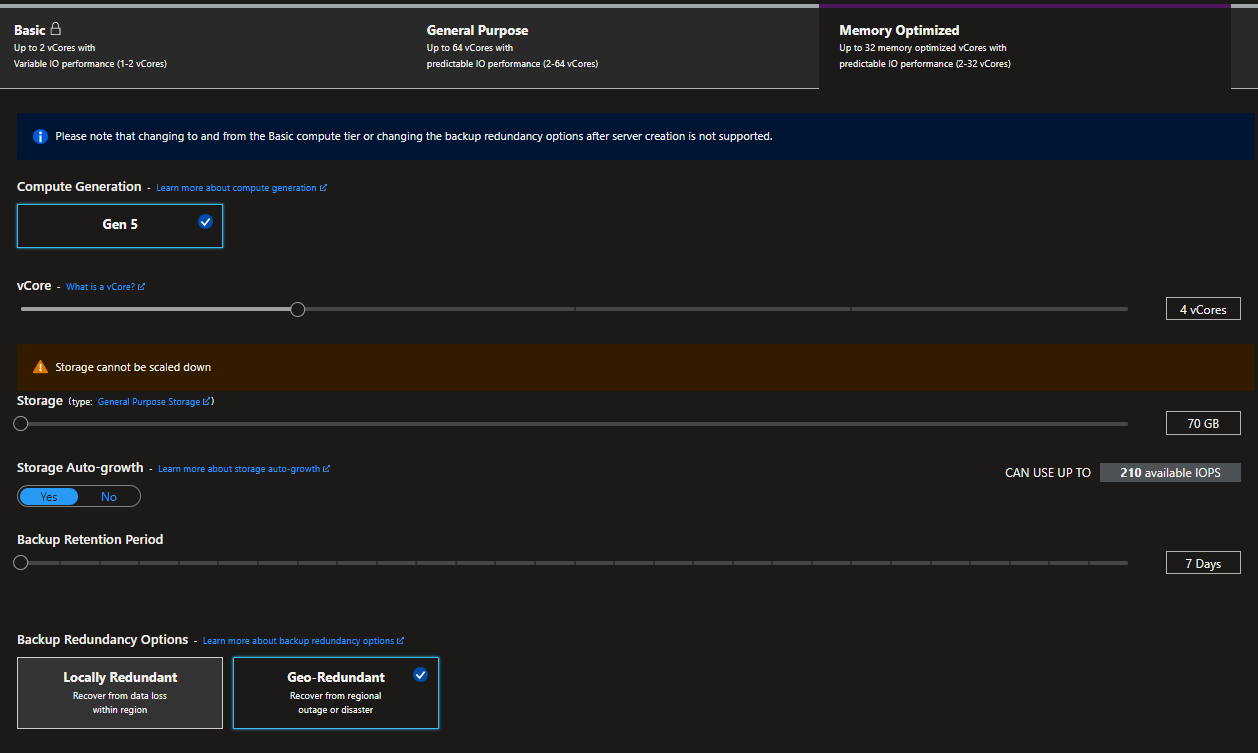 Basic
Up to 2 vCores with
Variable IO performance (1-2 vCores)
General Purpose
Up to 64 vCores with
predictable IO performance (2-64 vCores)
Memory Optimized
Up to 32 memory optimized vCores with
predictable IO performance (2-32 vCores)
Please note that changing to and from the Basic compute tier or changing the backup redundancy options after server creation is not supported.
Compute Generation - Learn more about compute generation
Gen 5
vCore - What is a vCore?
4 vCores
Storage cannot be scaled down
Storage (type: General Purpose Storage)
70 GB
Storage Auto-growth - Learn more about storage auto-growth
CAN USE UP TO 210 available IOPS
Yes No
Backup Retention Period
7 Days
Backup Redundancy Options - Learn more about backup redundancy options
Locally Redundant
Recover from data loss
within region
Geo-Redundant
Recover from regional
outage or disaster